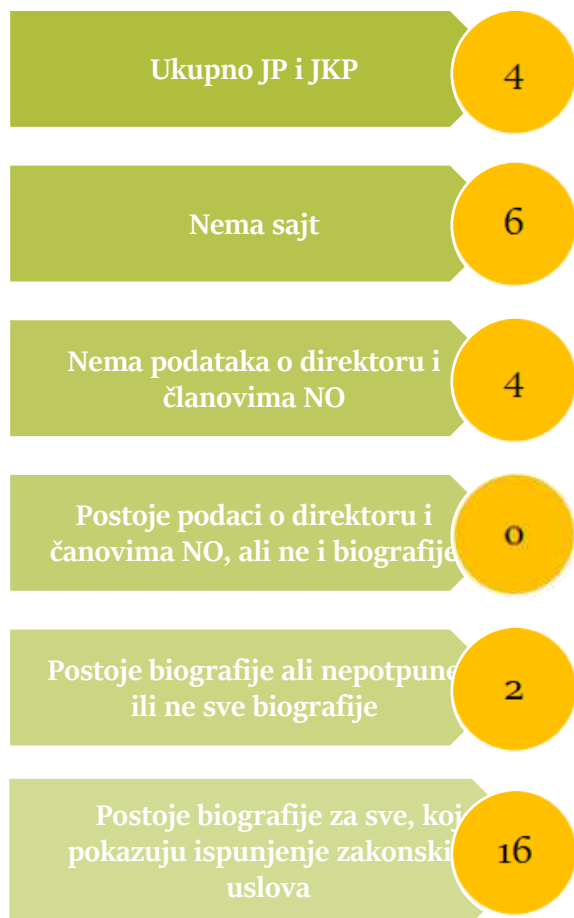 Ukupno JP i JKP
4
Nema sajt
6
Nema podataka o direktoru i
članovima NO
4
Postoje podaci o direktoru i
čanovima NO, ali ne i biografije
0
Postoje biografije ali nepotpune
ili ne sve biografije
2
Postoje biografije za sve,
pokazuju ispunjenje
uslova
16